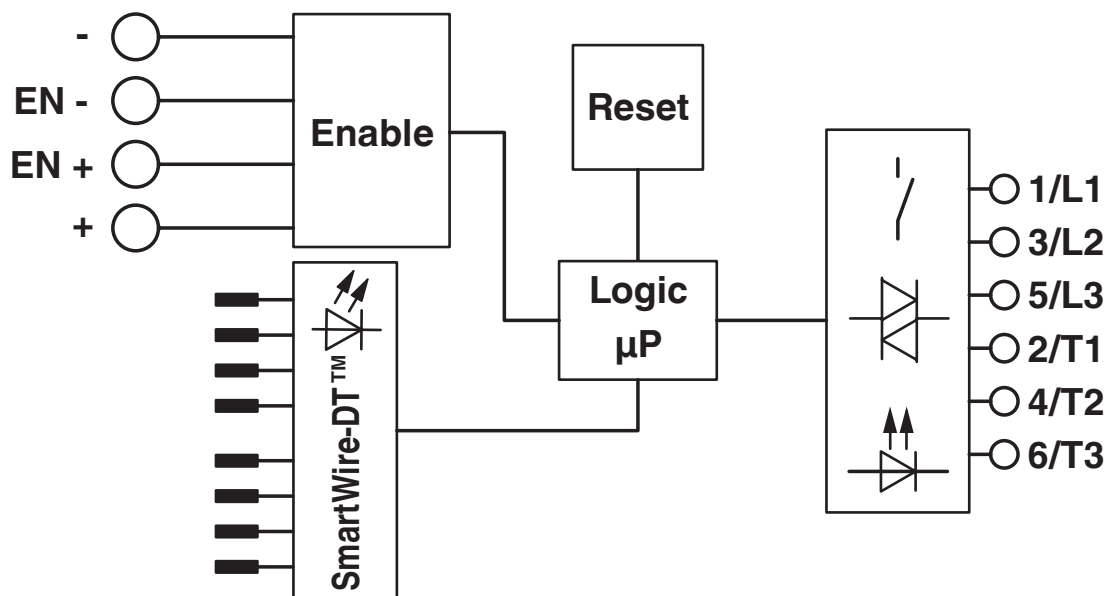 -
EN -
EN +
+
Enable
Reset
Logic
µP
SmartWire-DT™
1/L1
3/L2
5/L3
2/T1
4/T2
6/T3